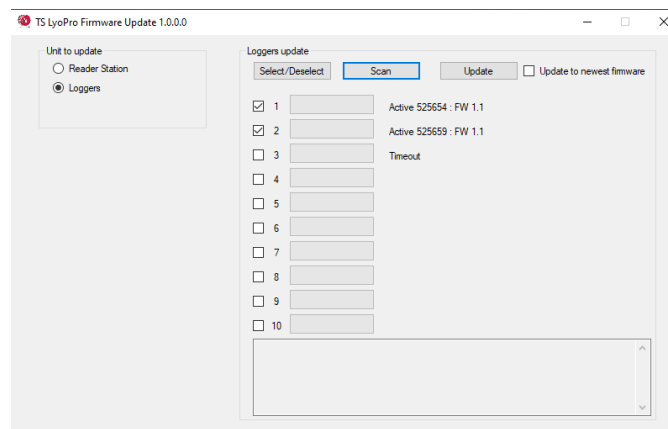 TS LyoPro Firmware Update 1.0.0.0
Unit to update
Reader Station
Loggers
Loggers update
Select/Deselect Scan Update Update to newest firmware
1 Active 525654 : FW 1.1
2 Active 525659 : FW 1.1
3 Timeout
4
5
6
7
8
9
10